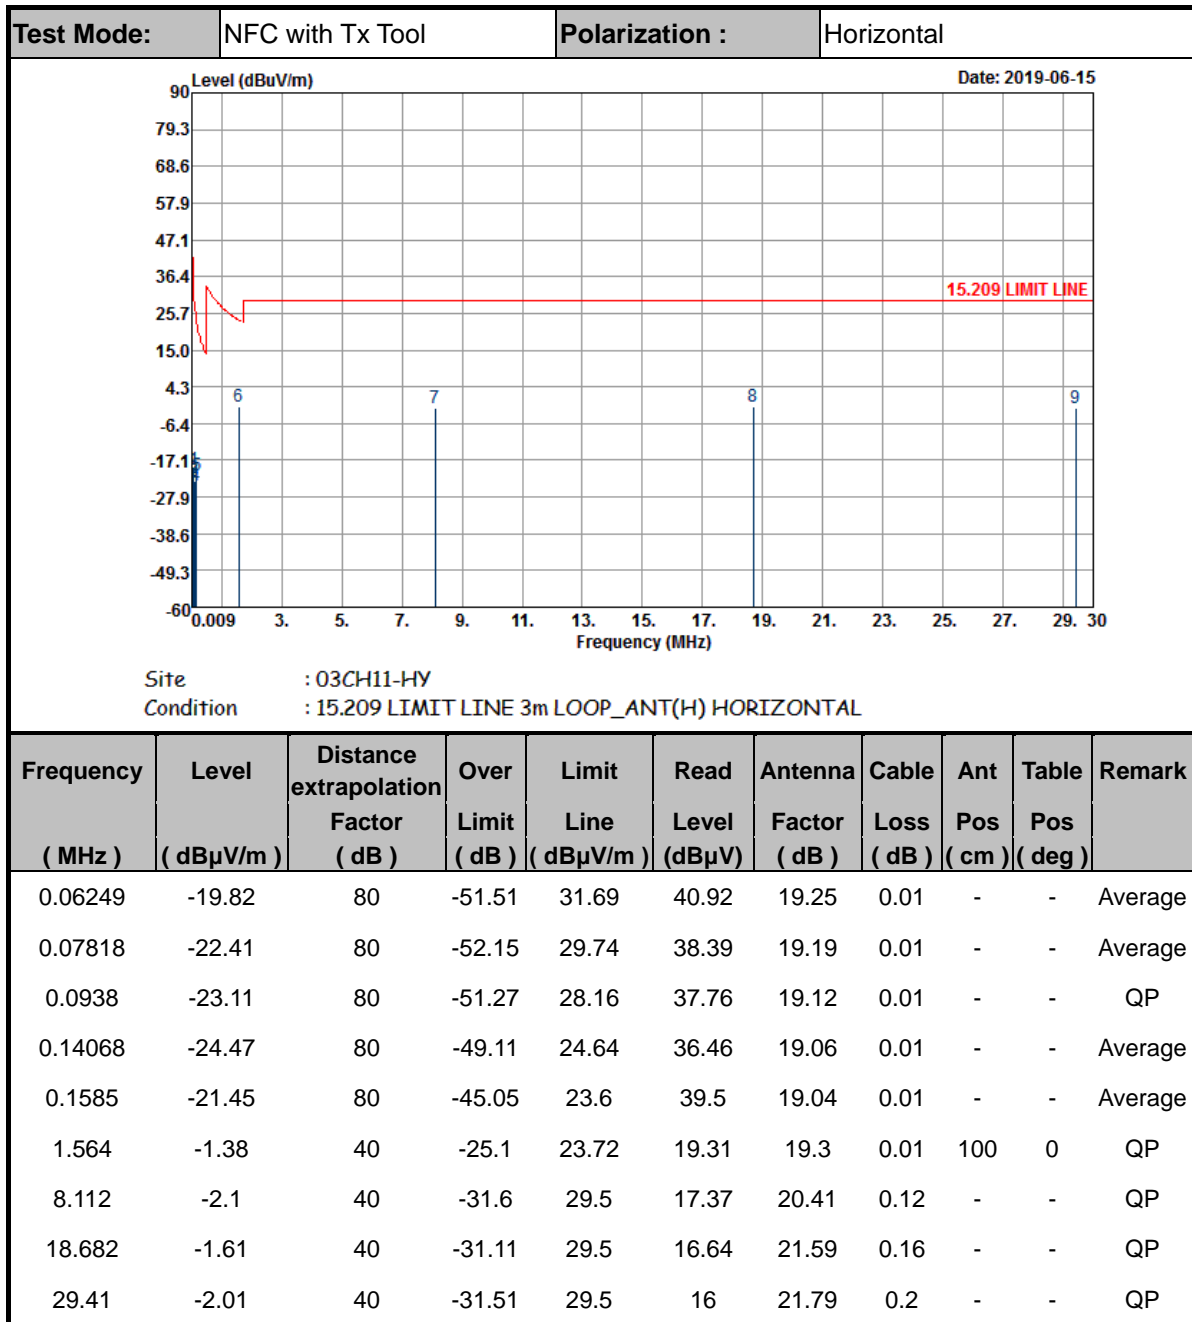 Test Mode: NFC with Tx Tool Polarization : Horizontal
Level (dBuV/m) Date: 2019-06-15
90
79.3
68.6
57.9
47.1
36.4
15.209 LIMIT LINE
25.7
15.0
4.3
6 7 8 9
-6.4
-17.1
-27.9
-38.6
-49.3
-60
0.009 3. 5. 7. 9. 11. 13. 15. 17. 19. 21. 23. 25. 27. 29. 30
Frequency (MHz)
Site : 03CH11-HY
Condition : 15.209 LIMIT LINE 3m LOOP_ANT(H) HORIZONTAL
Frequency Level Distance extrapolation Over Limit Read Antenna Cable Ant Table Remark
Factor Limit Line Level Factor Loss Pos Pos
( MHz ) ( dBµV/m ) ( dB ) ( dB ) ( dBµV/m ) (dBµV) ( dB ) ( dB ) ( cm ) ( deg )
0.06249 -19.82 80 -51.51 31.69 40.92 19.25 0.01 - - Average
0.07818 -22.41 80 -52.15 29.74 38.39 19.19 0.01 - - Average
0.0938 -23.11 80 -51.27 28.16 37.76 19.12 0.01 - - QP
0.14068 -24.47 80 -49.11 24.64 36.46 19.06 0.01 - - Average
0.1585 -21.45 80 -45.05 23.6 39.5 19.04 0.01 - - Average
1.564 -1.38 40 -25.1 23.72 19.31 19.3 0.01 100 0 QP
8.112 -2.1 40 -31.6 29.5 17.37 20.41 0.12 - - QP
18.682 -1.61 40 -31.11 29.5 16.64 21.59 0.16 - - QP
29.41 -2.01 40 -31.51 29.5 16 21.79 0.2 - - QP